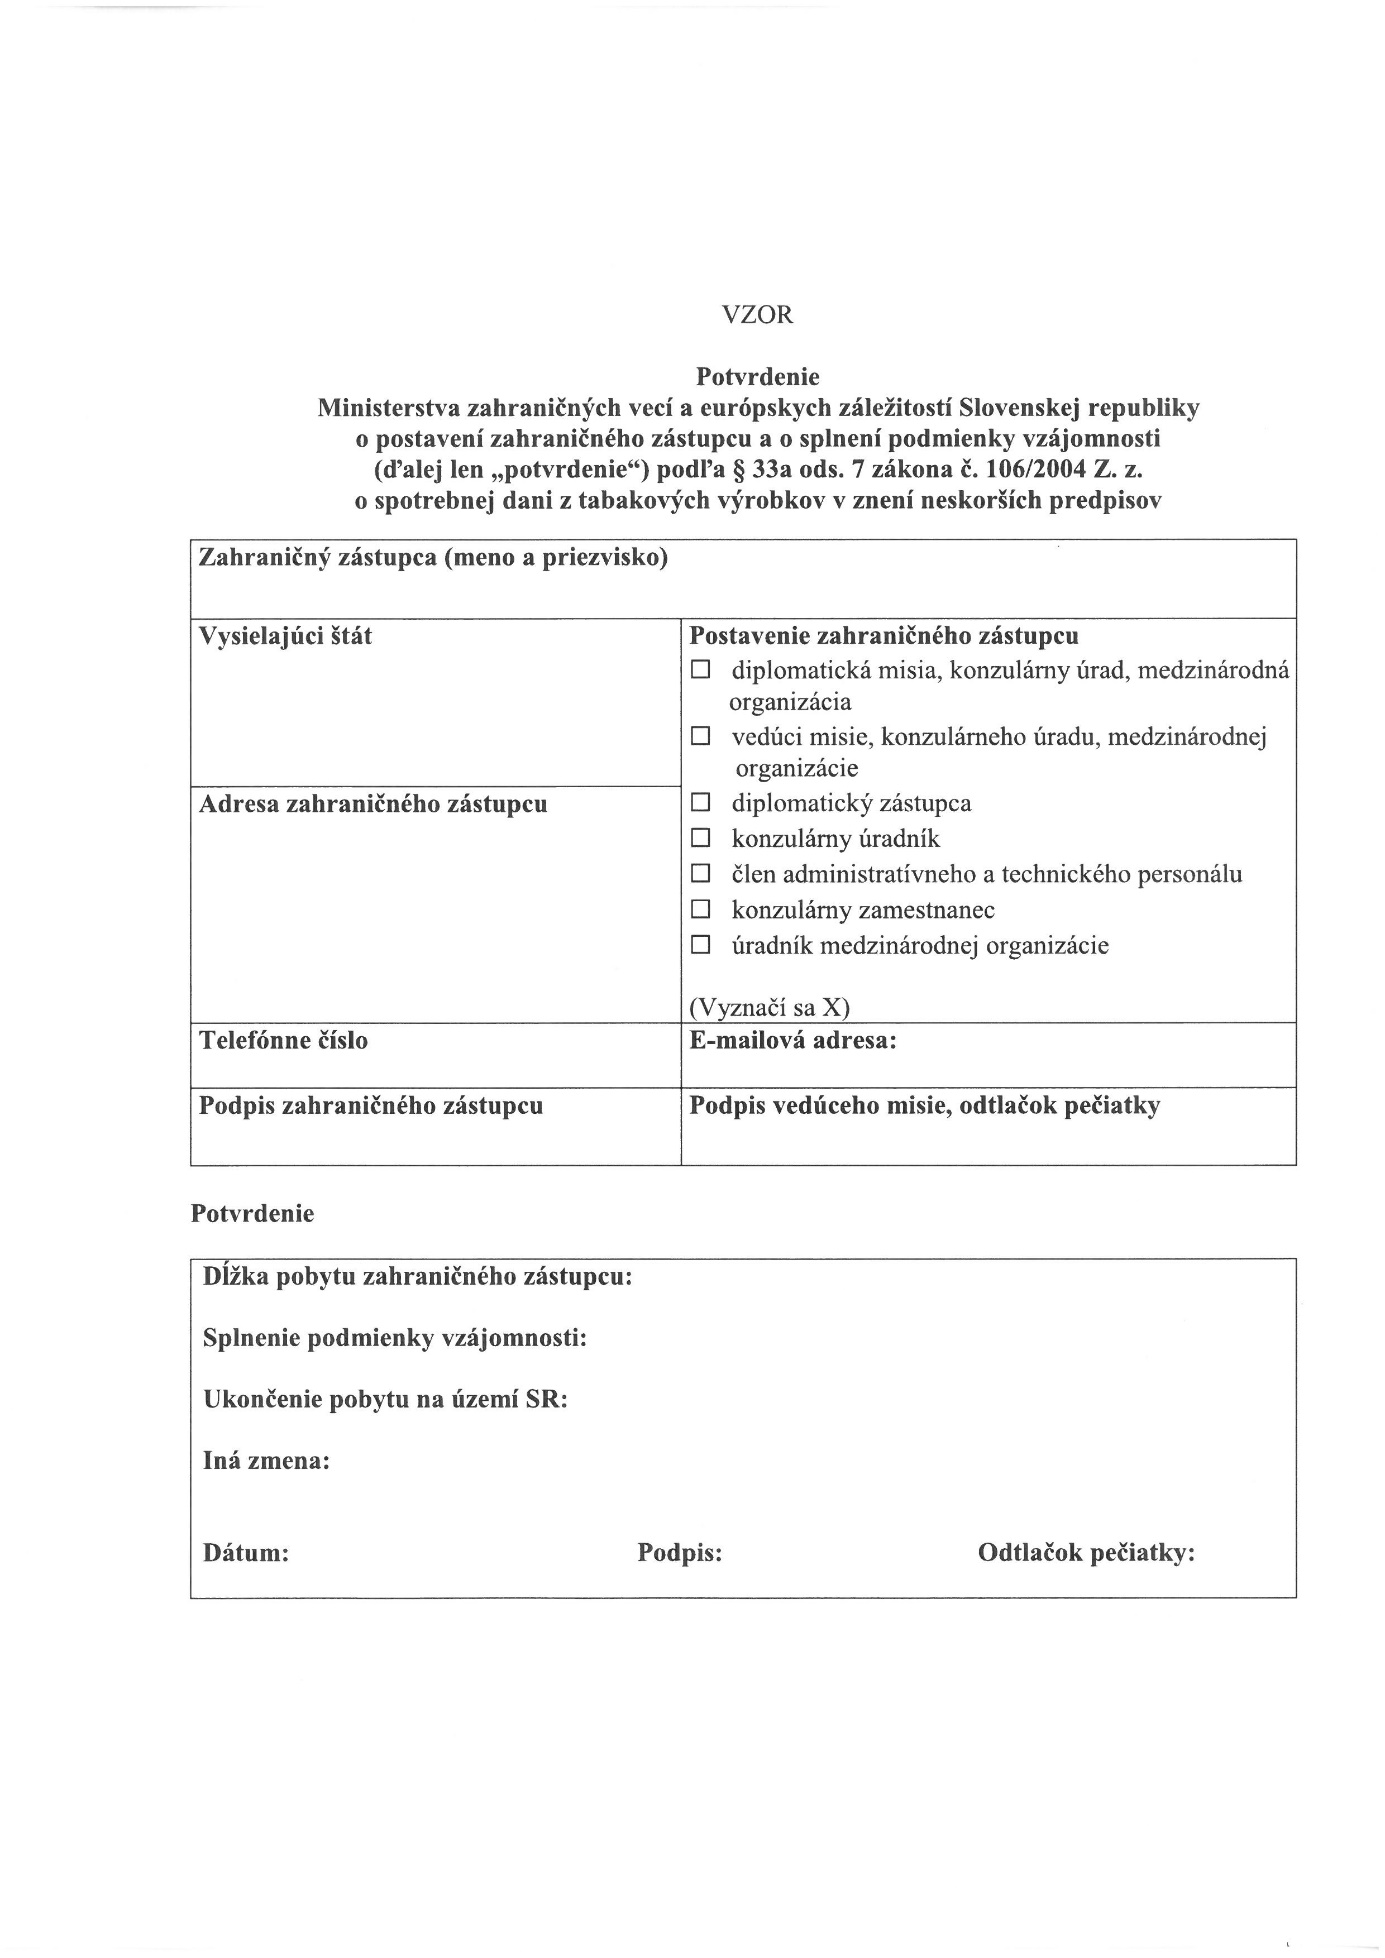 VZOR
Potvrdenie
Ministerstva zahraničných vecí a európskych záležitostí Slovenskej republiky
o postavení zahraničného zástupcu a o splnení podmienky vzájomnosti
(ďalej len „potvrdenie“) podľa § 33a ods. 7 zákona č. 106/2004 Z. z.
o spotrebnej dani z tabakových výrobkov v znení neskorších predpisov
Zahraničný zástupca (meno a priezvisko)
Vysielajúci štát
Postavenie zahraničného zástupcu
☐ diplomatická misia, konzulárny úrad, medzinárodná
organizácia
☐ vedúci misie, konzulárneho úradu, medzinárodnej
organizácie
Adresa zahraničného zástupcu
☐ diplomatický zástupca
☐ konzulárny úradník
☐ člen administratívneho a technického personálu
☐ konzulárny zamestnanec
☐ úradník medzinárodnej organizácie
(Vyznačí sa X)
Telefónne číslo
E-mailová adresa:
Podpis zahraničného zástupcu
Podpis vedúceho misie, odtlačok pečiatky
Potvrdenie
Dĺžka pobytu zahraničného zástupcu:
Splnenie podmienky vzájomnosti:
Ukončenie pobytu na území SR:
Iná zmena:
Dátum: Podpis: Odtlačok pečiatky: